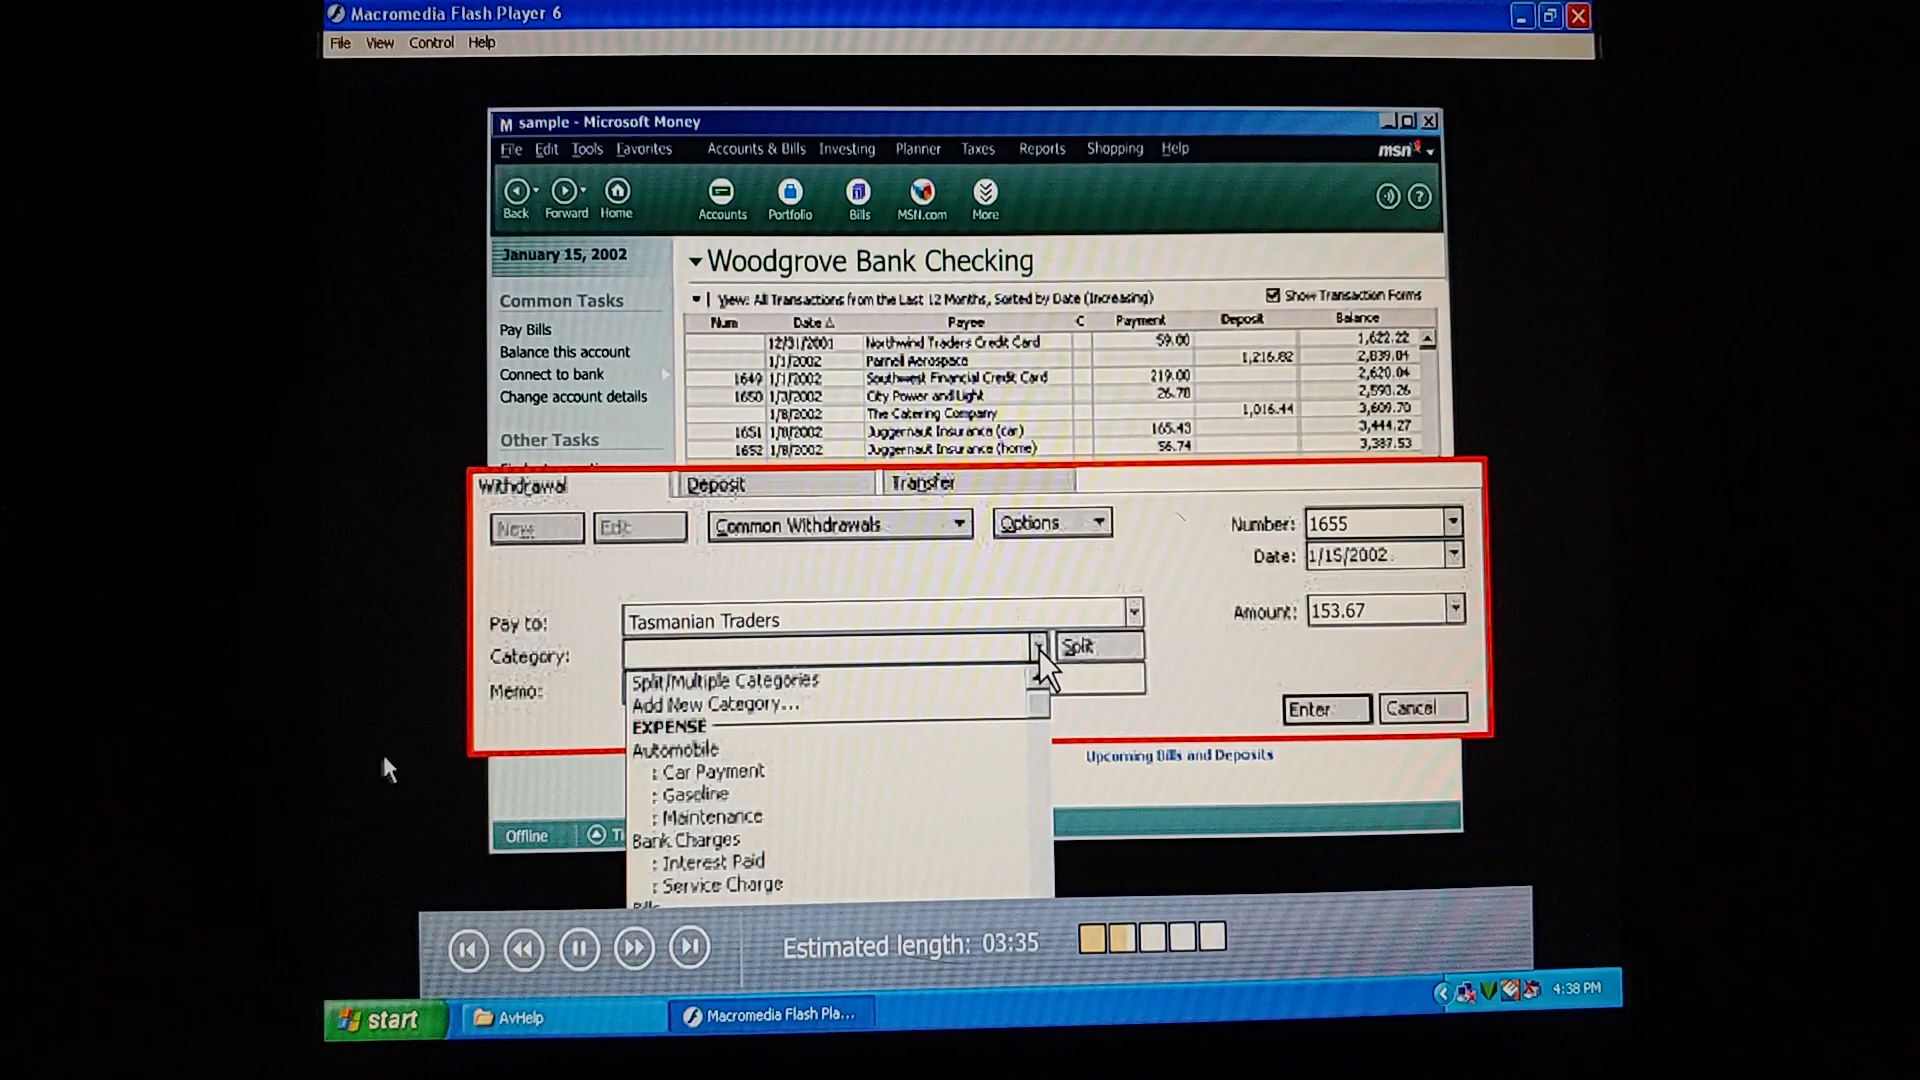 Macromedia Flash Player 6
File View Control Help
sample - Microsoft Money
File Edit Tools Favorites Accounts & Bills Investing Planner Taxes Reports Shopping Help msn
Back Forward Home Accounts Portfolio Bills MSN.com More
January 15, 2002
Woodgrove Bank Checking
Common Tasks
View: All Transactions from the Last 12 Months, Sorted by Date (Increasing) Show Transaction Forms
Num Date Payee C Payment Deposit Balance
Pay Bills
Balance this account
Connect to bank
Change account details
Other Tasks
12/31/2001 Northwind Traders Credit Card 59.00 1,622.22
1/1/2002 Parnell Aerospace 1,216.82 2,839.04
1649 1/1/2002 Southwest Financial Credit Card 219.00 2,620.04
1650 1/3/2002 City Power and Light 26.78 2,593.26
1/8/2002 The Catering Company 1,016.44 3,609.70
1651 1/8/2002 Juggernaut Insurance (car) 165.43 3,444.27
1652 1/8/2002 Juggernaut Insurance (home) 56.74 3,387.53
Withdrawal Deposit Transfer
New Edit Common Withdrawals Options Number: 1655
Date: 1/15/2002
Pay to: Tasmanian Traders Amount: 153.67
Category: Split
Memo:
Split/Multiple Categories
Add New Category...
Enter Cancel
EXPENSE
Automobile
: Car Payment
: Gasoline
: Maintenance
Bank Charges
: Interest Paid
: Service Charge
Bills
Upcoming Bills and Deposits
Offline
Estimated length: 03:35
start AvHelp Macromedia Flash Pla... 4:38 PM